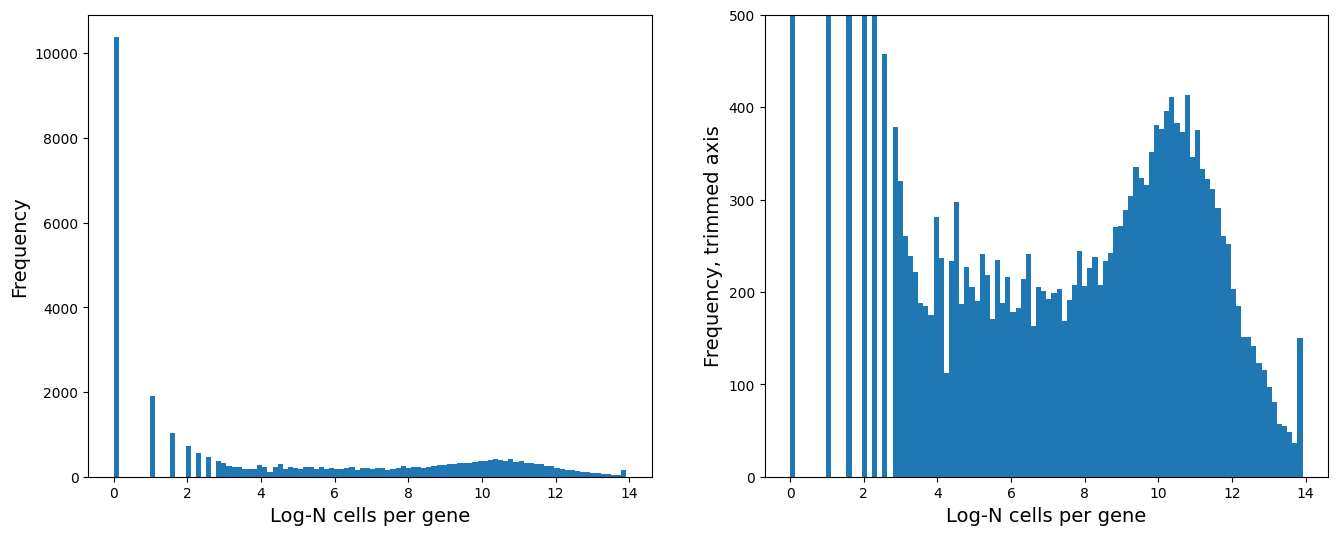 10000
8000
6000
4000
2000
0
Frequency
0 2 4 6 8 10 12 14
Log-N cells per gene
500
400
300
200
100
0
Frequency, trimmed axis
0 2 4 6 8 10 12 14
Log-N cells per gene